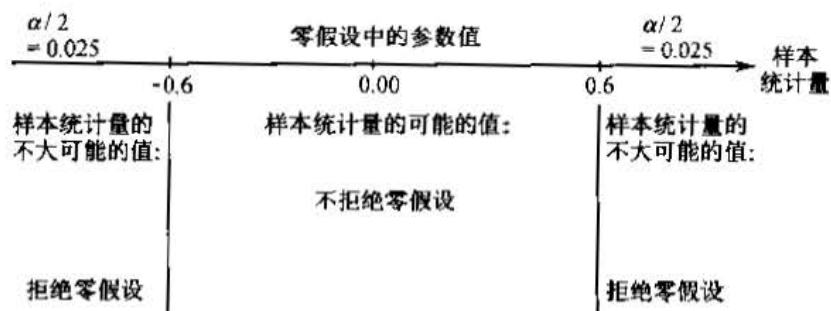 α/2
= 0.025
零假设中的参数值
α/2
= 0.025
样本
统计量
-0.6
0.00
0.6
样本统计量的
不大可能的值:
样本统计量的可能的值:
样本统计量的
不大可能的值:
不拒绝零假设
拒绝零假设
拒绝零假设